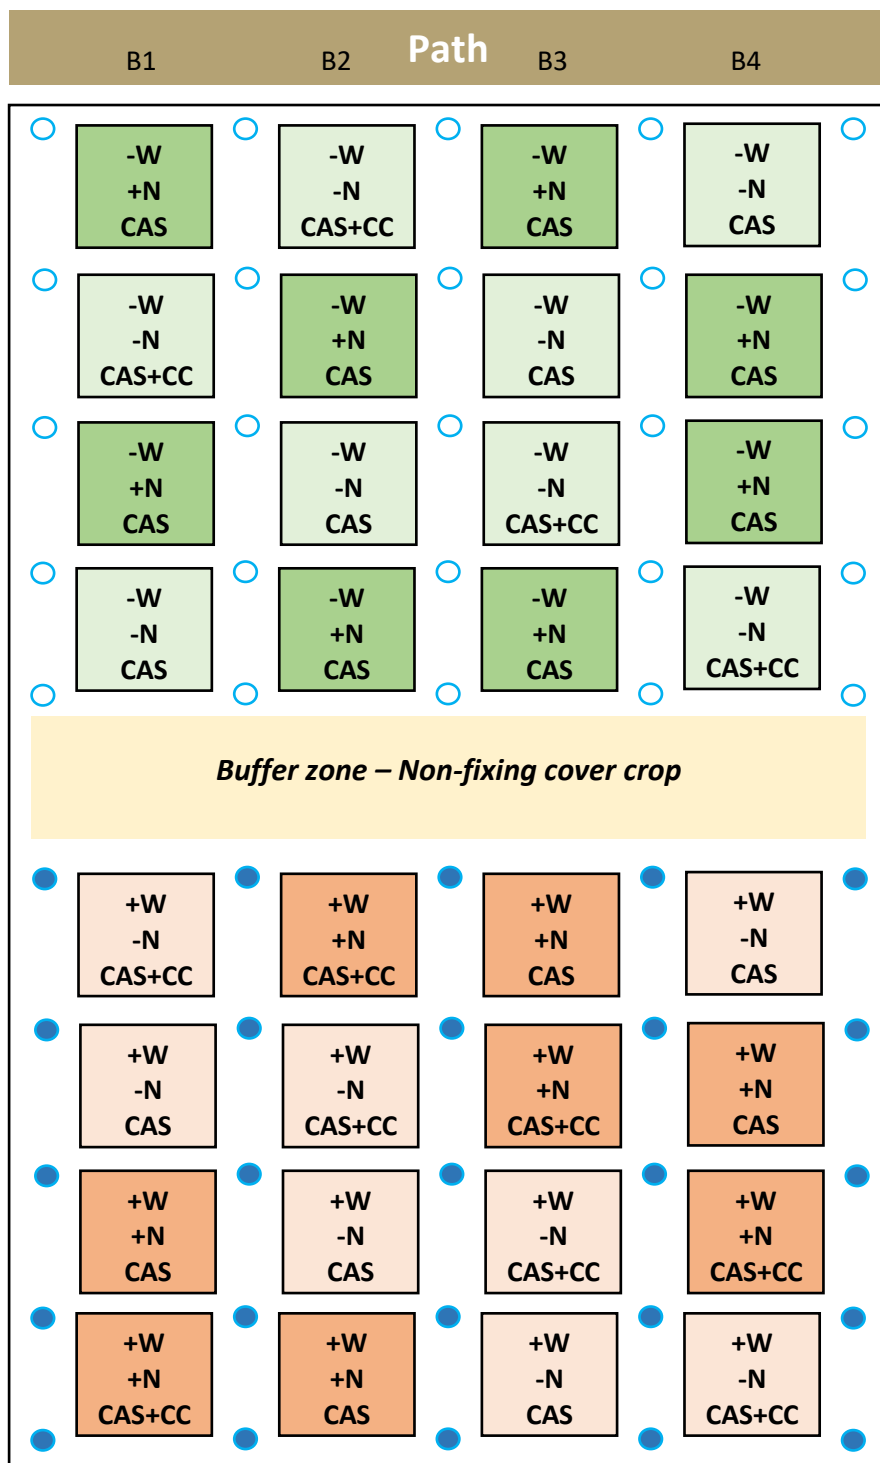 Path
B1 B2 B3 B4
-W -W -W -W
+N -N +N -N
CAS CAS+CC CAS CAS
-W -W -W -W
-N +N -N +N
CAS+CC CAS CAS CAS
-W -W -W -W
+N -N -N +N
CAS CAS CAS+CC CAS
-W -W -W -W
-N +N +N -N
CAS CAS CAS CAS+CC
Buffer zone – Non-fixing cover crop
+W +W +W +W
-N +N +N -N
CAS+CC CAS+CC CAS CAS
+W +W +W +W
-N -N +N +N
CAS CAS+CC CAS+CC CAS
+W +W +W +W
+N -N -N +N
CAS CAS CAS+CC CAS+CC
+W +W +W +W
+N +N -N -N
CAS+CC CAS CAS CAS+CC